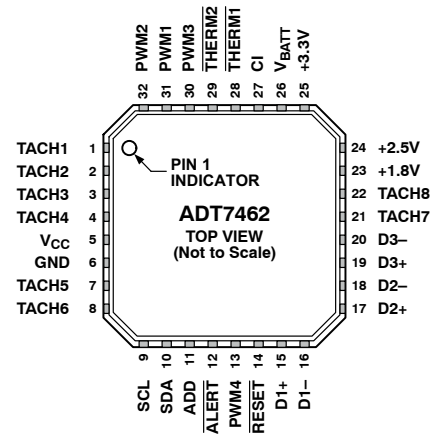 PWM2
PWM1
PWM3
THERM2
THERM1
CI
VBATT
+3.3V
32
31
30
29
28
27
26
25
TACH1 1
TACH2 2
TACH3 3
TACH4 4
VCC 5
GND 6
TACH5 7
TACH6 8
PIN 1
INDICATOR
ADT7462
TOP VIEW
(Not to Scale)
24 +2.5V
23 +1.8V
22 TACH8
21 TACH7
20 D3–
19 D3+
18 D2–
17 D2+
9
10
11
12
13
14
15
16
SCL
SDA
ADD
ALERT
PWM4
RESET
D1+
D1–